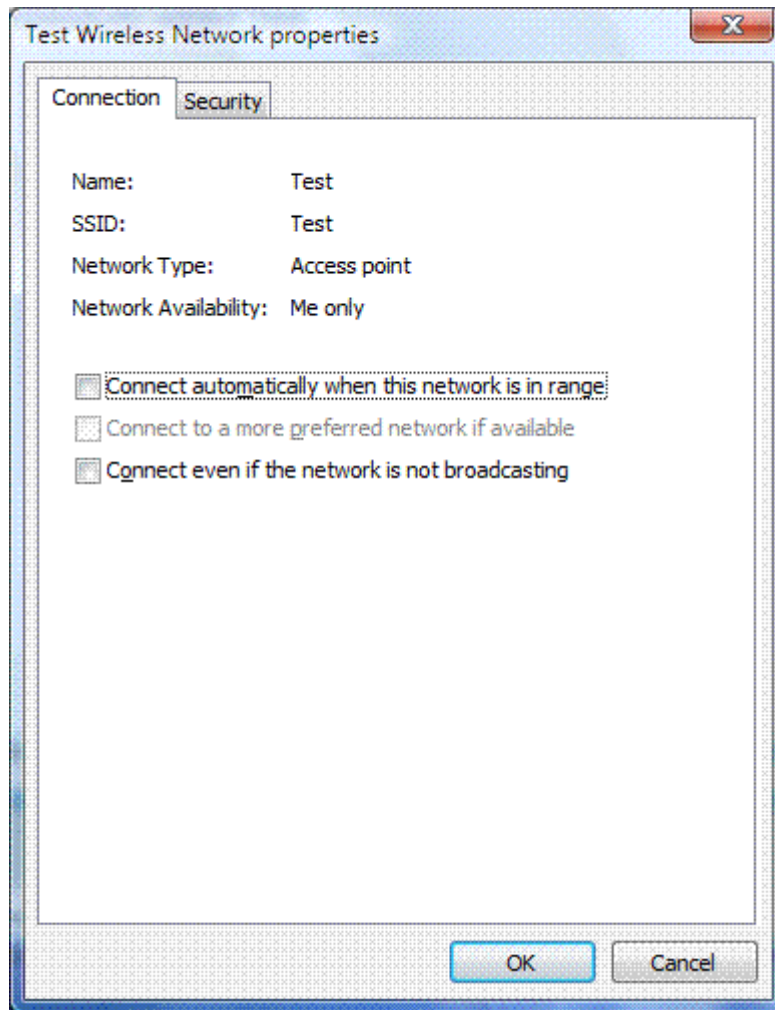 Test Wireless Network properties
X
Connection Security
Name: Test
SSID: Test
Network Type: Access point
Network Availability: Me only
Connect automatically when this network is in range
Connect to a more preferred network if available
Connect even if the network is not broadcasting
OK Cancel